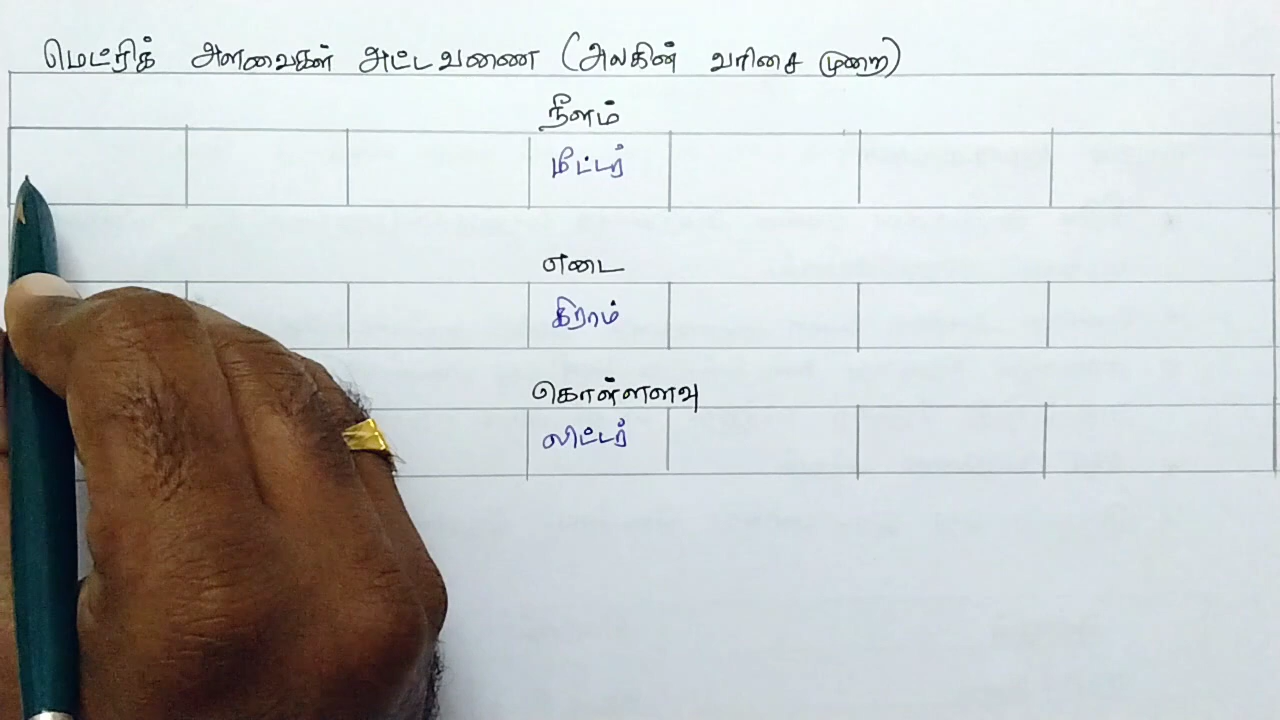 மெட்ரிக் அளவைகள் அட்டவணை (அலகின் வரிசை முறை)
நீளம்
மீட்டர்
எடை
கிராம்
கொள்ளளவு
லிட்டர்